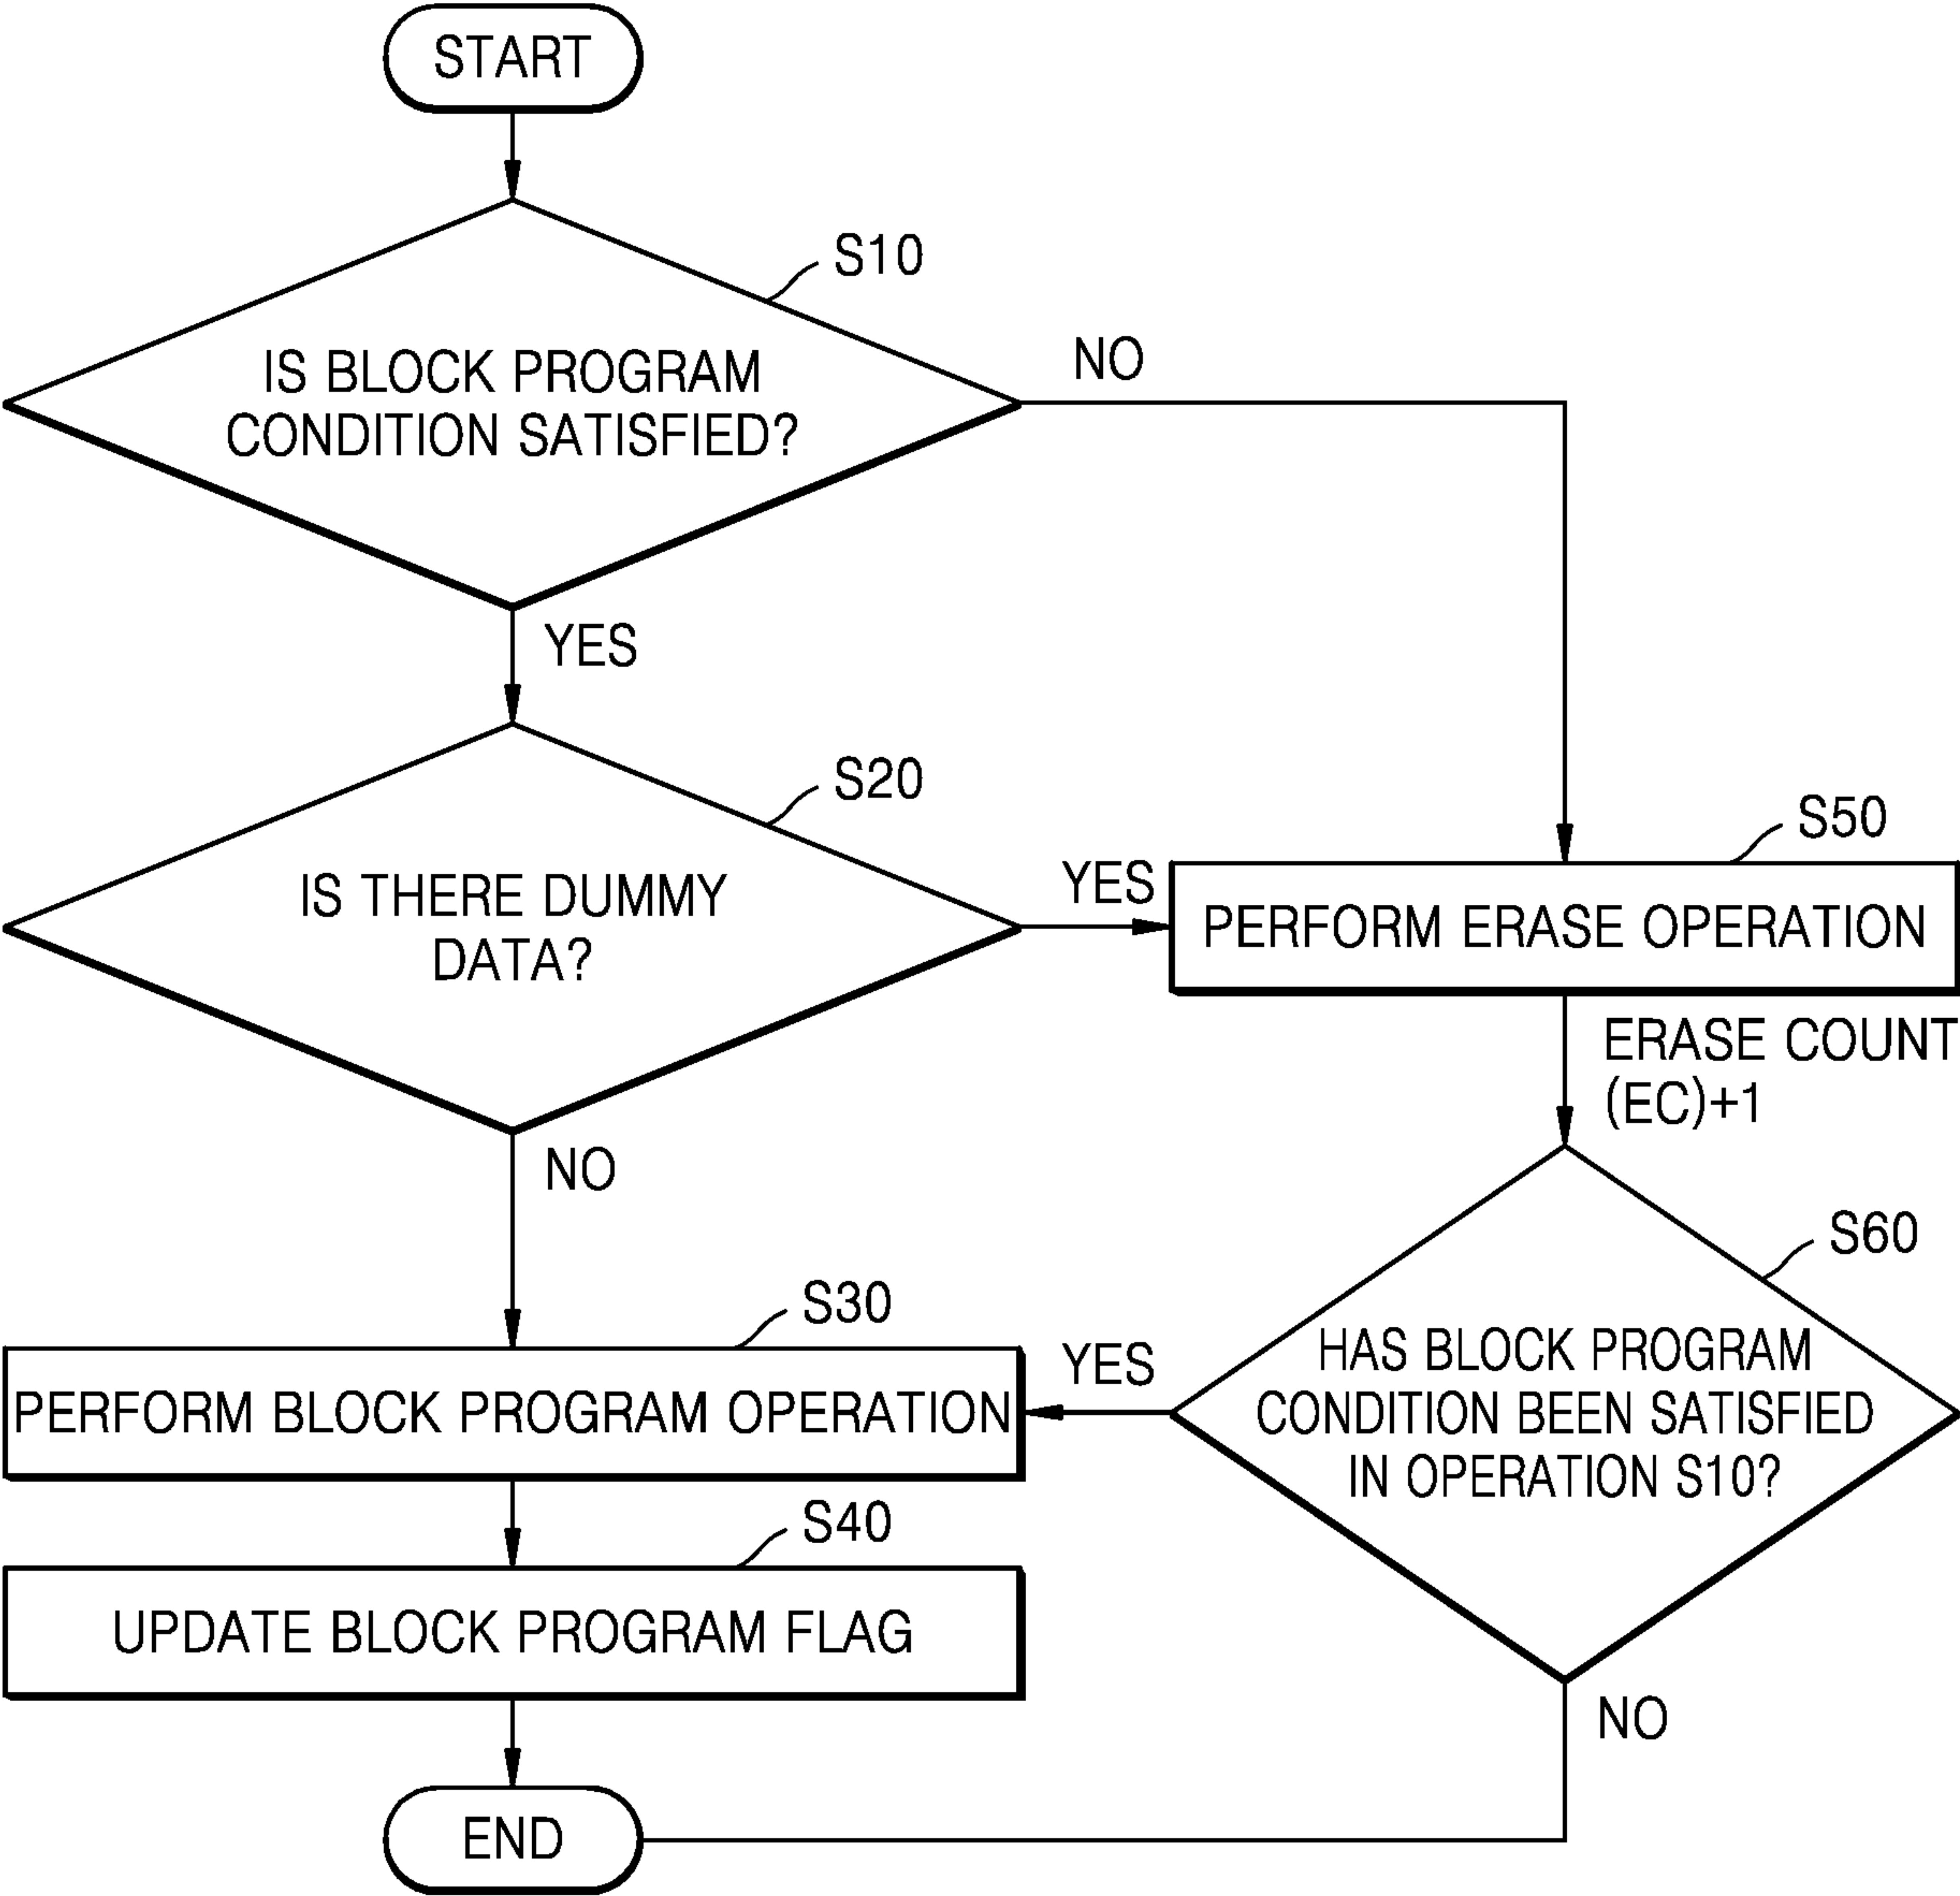 START
S10
IS BLOCK PROGRAM
CONDITION SATISFIED?
NO
YES
S20
IS THERE DUMMY
DATA?
YES
S50
PERFORM ERASE OPERATION
ERASE COUNT
(EC)+1
NO
S60
HAS BLOCK PROGRAM
CONDITION BEEN SATISFIED
IN OPERATION S10?
YES
S30
PERFORM BLOCK PROGRAM OPERATION
S40
UPDATE BLOCK PROGRAM FLAG
NO
END